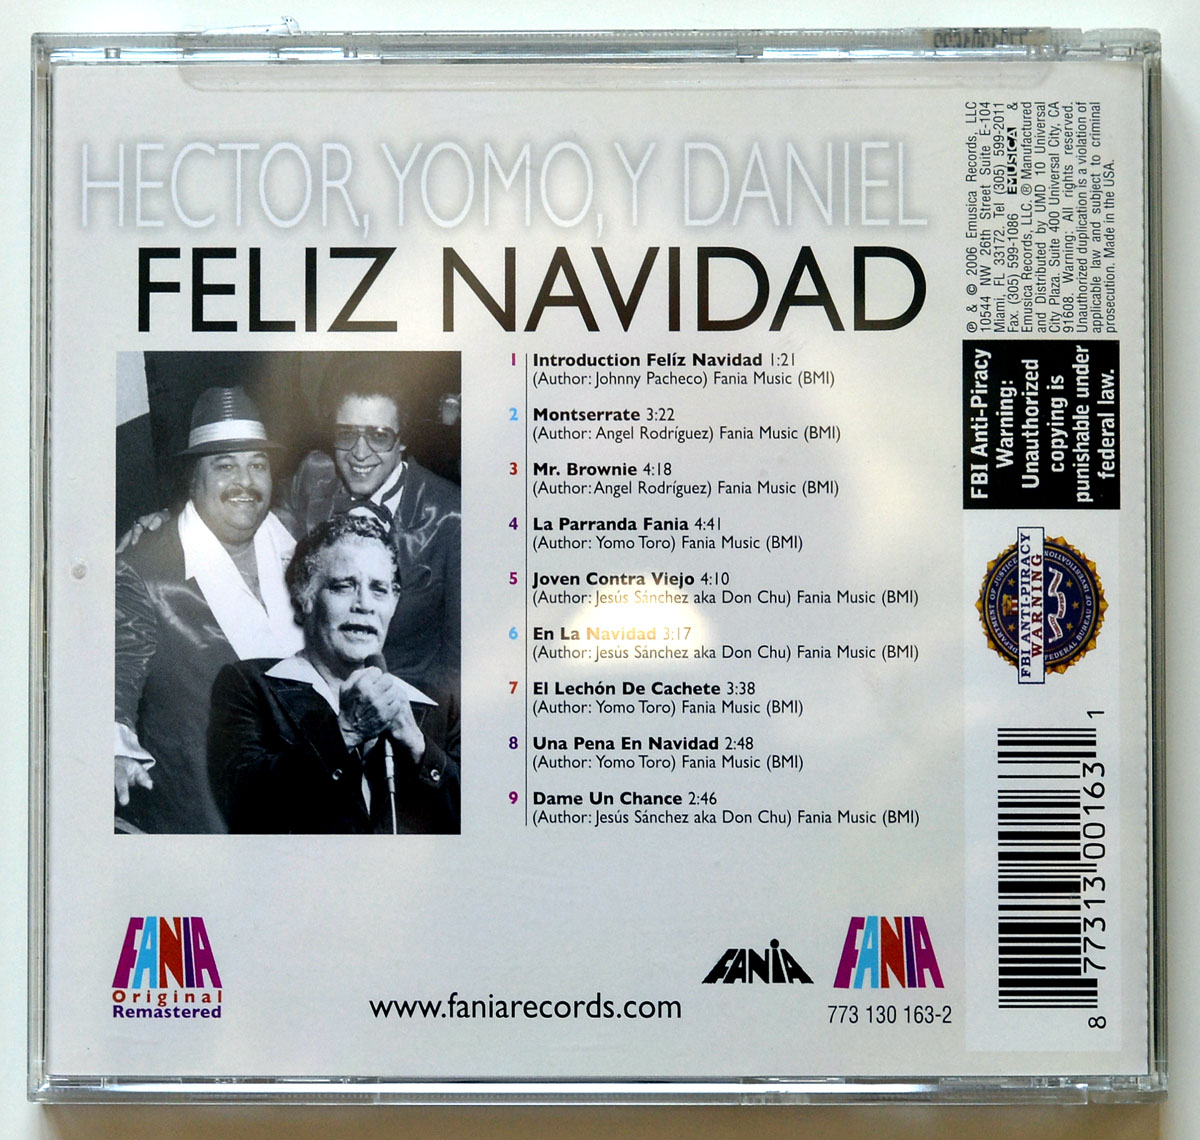 HECTOR, YOMO, Y DANIEL
FELIZ NAVIDAD
1 Introduction Felíz Navidad 1:21
(Author: Johnny Pacheco) Fania Music (BMI)
2 Montserrate 3:22
(Author: Angel Rodríguez) Fania Music (BMI)
3 Mr. Brownie 4:18
(Author: Angel Rodríguez) Fania Music (BMI)
4 La Parranda Fania 4:41
(Author: Yomo Toro) Fania Music (BMI)
5 Joven Contra Viejo 4:10
(Author: Jesús Sánchez aka Don Chu) Fania Music (BMI)
6 En La Navidad 3:17
(Author: Jesús Sánchez aka Don Chu) Fania Music (BMI)
7 El Lechón De Cachete 3:38
(Author: Yomo Toro) Fania Music (BMI)
8 Una Pena En Navidad 2:48
(Author: Yomo Toro) Fania Music (BMI)
9 Dame Un Chance 2:46
(Author: Jesús Sánchez aka Don Chu) Fania Music (BMI)
FANIA
Original
Remastered
www.faniarecords.com
FANIA
FANIA
773 130 163-2
℗ & © 2006 Emusica Records, LLC
10544 NW 26th Street Suite E-104
Miami, FL 33172. Tel (305) 599-2011
Fax. (305) 599-1086 EMUSICA! &
Emusica Records, LLC. ® Manufactured
and Distributed by UMD 10 Universal
City Plaza. Suite 400 Universal City, CA
91608. Warning: All rights reserved.
Unauthorized duplication is a violation of
applicable law and subject to criminal
prosecution. Made in the USA.
FBI Anti-Piracy
Warning:
Unauthorized
copying is
punishable under
federal law.
DEPARTMENT OF JUSTICE
FBI ANTI-PIRACY
WARNING
FEDERAL BUREAU OF INVESTIGATION
8 77313 00163 1